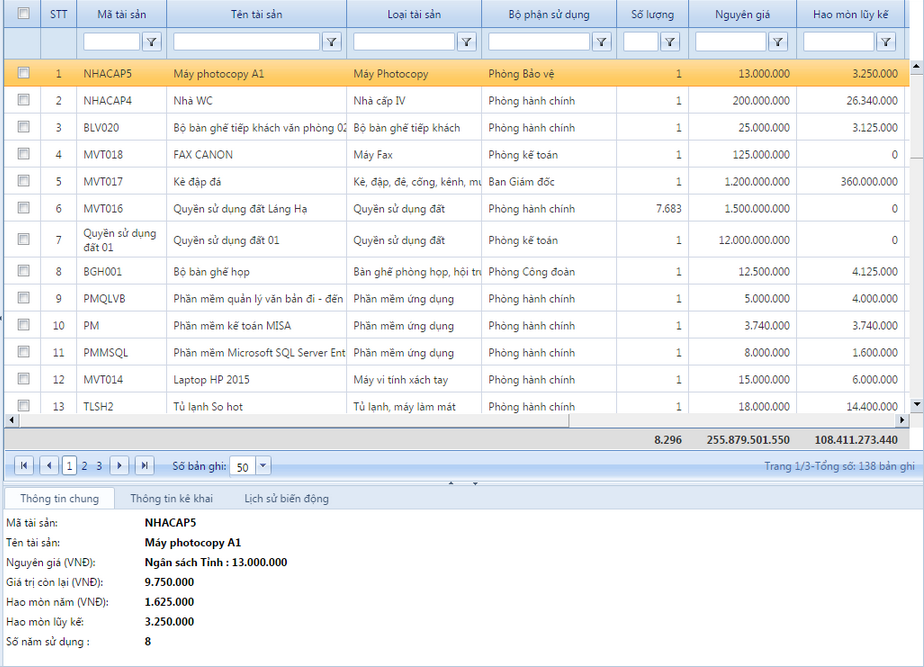 STT Mã tài sản Tên tài sản Loại tài sản Bộ phận sử dụng Số lượng Nguyên giá Hao mòn lũy kế
1 NHACAP5 Máy photocopy A1 Máy Photocopy Phòng Bảo vệ 1 13.000.000 3.250.000
2 NHACAP4 Nhà WC Nhà cấp IV Phòng hành chính 1 200.000.000 26.340.000
3 BLV020 Bộ bàn ghế tiếp khách văn phòng 02 Bộ bàn ghế tiếp khách Phòng hành chính 1 25.000.000 3.125.000
4 MVT018 FAX CANON Máy Fax Phòng kế toán 1 125.000.000 0
5 MVT017 Kè đập đá Kè, đập, đê, cống, kênh, mư Ban Giám đốc 1 1.200.000.000 360.000.000
6 MVT016 Quyền sử dụng đất Láng Hạ Quyền sử dụng đất Phòng hành chính 7.683 1.500.000.000 0
7 Quyền sử dụng đất 01 Quyền sử dụng đất 01 Quyền sử dụng đất Phòng kế toán 1 12.000.000.000 0
8 BGH001 Bộ bàn ghế họp Bàn ghế phòng họp, hội trư Phòng Công đoàn 1 12.500.000 4.125.000
9 PMQLVB Phần mềm quản lý văn bản đi - đến Phần mềm ứng dụng Phòng hành chính 1 5.000.000 4.000.000
10 PM Phần mềm kế toán MISA Phần mềm ứng dụng Phòng hành chính 1 3.740.000 3.740.000
11 PMMSQL Phần mềm Microsoft SQL Server Ent Phần mềm ứng dụng Phòng hành chính 1 8.000.000 1.600.000
12 MVT014 Laptop HP 2015 Máy vi tính xách tay Phòng hành chính 1 15.000.000 6.000.000
13 TLSH2 Tủ lạnh So hot Tủ lạnh, máy làm mát Phòng hành chính 1 18.000.000 14.400.000
8.296 255.879.501.550 108.411.273.440
1 2 3 Số bản ghi: 50 Trang 1/3-Tổng số: 138 bản ghi
Thông tin chung Thông tin kê khai Lịch sử biến động
Mã tài sản: NHACAP5
Tên tài sản: Máy photocopy A1
Nguyên giá (VNĐ): Ngân sách Tỉnh : 13.000.000
Giá trị còn lại (VNĐ): 9.750.000
Hao mòn năm (VNĐ): 1.625.000
Hao mòn lũy kế: 3.250.000
Số năm sử dụng : 8